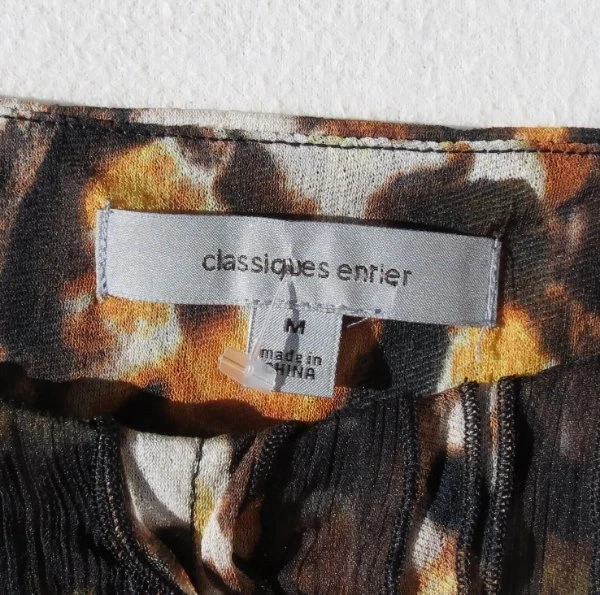 classiques entier
M
made in
CHINA